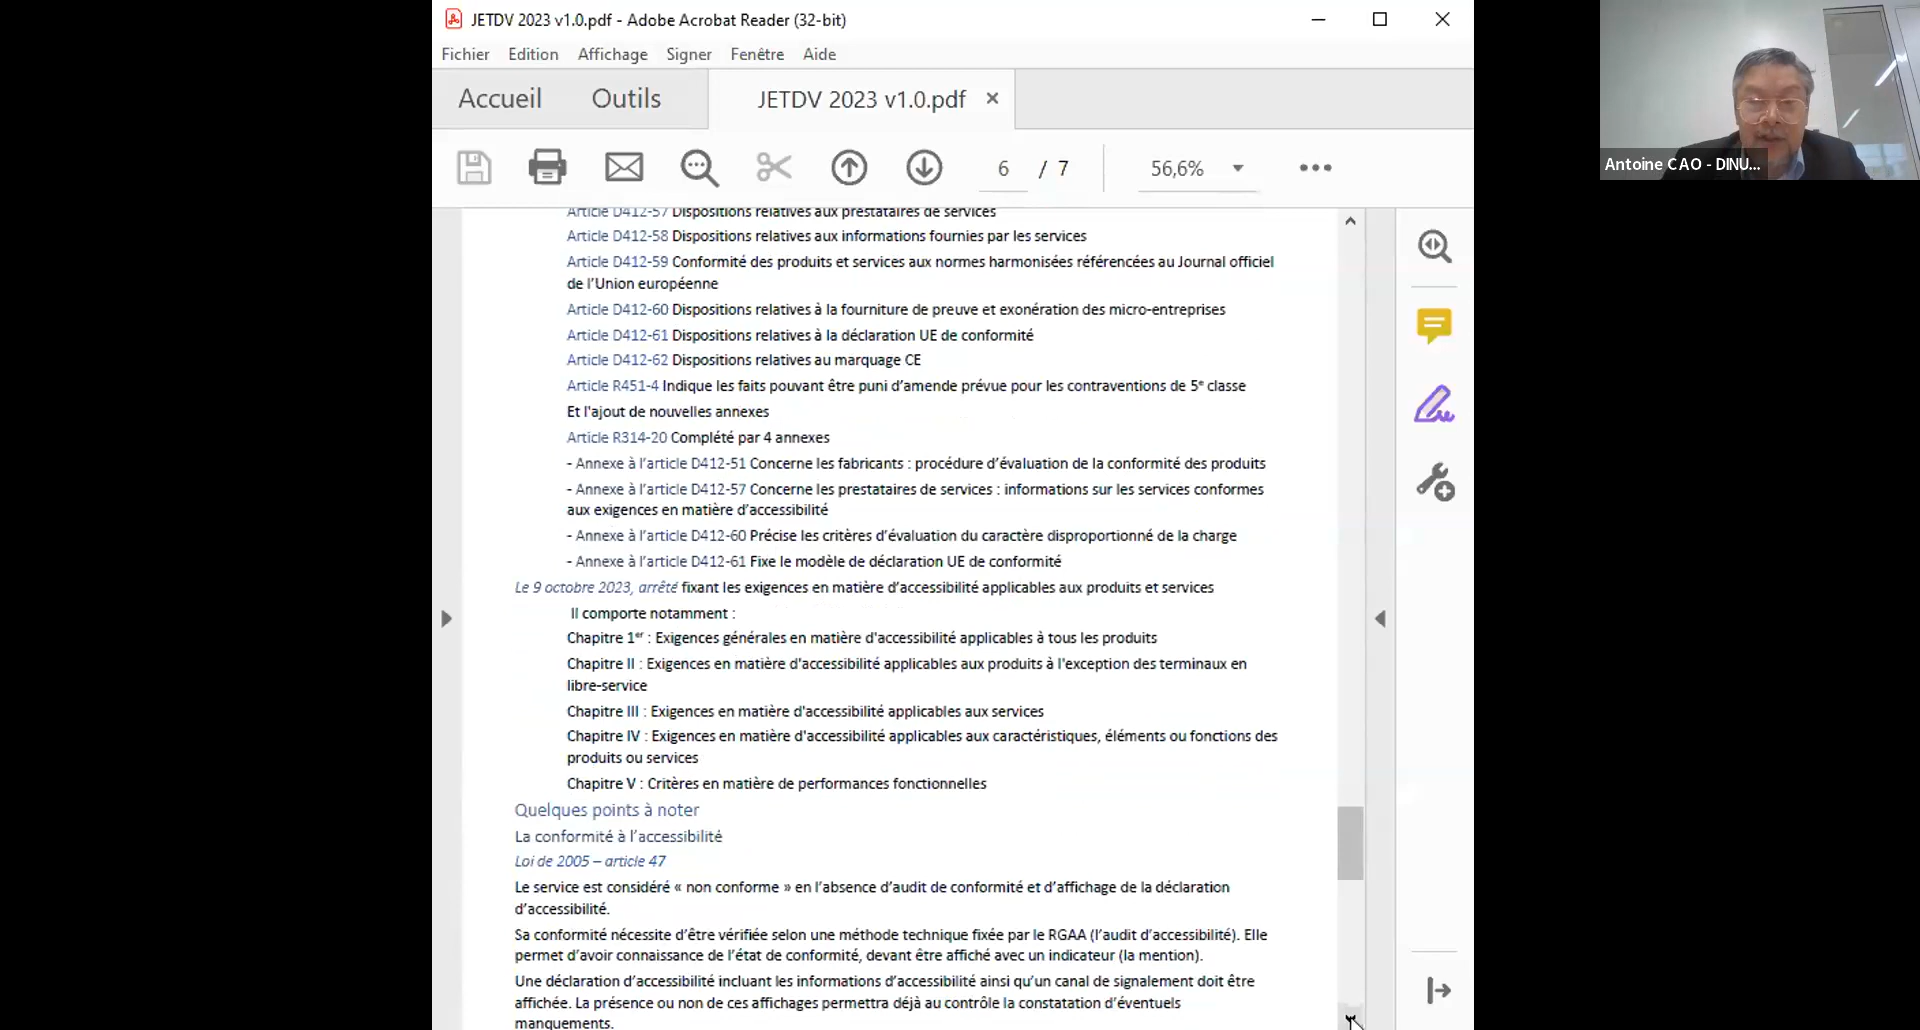 JETDV 2023 v1.0.pdf - Adobe Acrobat Reader (32-bit)
Fichier Edition Affichage Signer Fenêtre Aide
Accueil Outils JETDV 2023 v1.0.pdf ×
6 / 7 56,6%
Article D412-57 Dispositions relatives aux prestataires de services
Article D412-58 Dispositions relatives aux informations fournies par les services
Article D412-59 Conformité des produits et services aux normes harmonisées référencées au Journal officiel
de l’Union européenne
Article D412-60 Dispositions relatives à la fourniture de preuve et exonération des micro-entreprises
Article D412-61 Dispositions relatives à la déclaration UE de conformité
Article D412-62 Dispositions relatives au marquage CE
Article R451-4 Indique les faits pouvant être puni d’amende prévue pour les contraventions de 5e classe
Et l'ajout de nouvelles annexes
Article R314-20 Complété par 4 annexes
- Annexe à l’article D412-51 Concerne les fabricants : procédure d’évaluation de la conformité des produits
- Annexe à l’article D412-57 Concerne les prestataires de services : informations sur les services conformes
aux exigences en matière d’accessibilité
- Annexe à l’article D412-60 Précise les critères d’évaluation du caractère disproportionné de la charge
- Annexe à l’article D412-61 Fixe le modèle de déclaration UE de conformité
Le 9 octobre 2023, arrêté fixant les exigences en matière d’accessibilité applicables aux produits et services
Il comporte notamment :
Chapitre 1er : Exigences générales en matière d'accessibilité applicables à tous les produits
Chapitre II : Exigences en matière d'accessibilité applicables aux produits à l'exception des terminaux en
libre-service
Chapitre III : Exigences en matière d'accessibilité applicables aux services
Chapitre IV : Exigences en matière d'accessibilité applicables aux caractéristiques, éléments ou fonctions des
produits ou services
Chapitre V : Critères en matière de performances fonctionnelles
Quelques points à noter
La conformité à l’accessibilité
Loi de 2005 – article 47
Le service est considéré « non conforme » en l’absence d’audit de conformité et d’affichage de la déclaration
d’accessibilité.
Sa conformité nécessite d’être vérifiée selon une méthode technique fixée par le RGAA (l’audit d’accessibilité). Elle
permet d’avoir connaissance de l’état de conformité, devant être affiché avec un indicateur (la mention).
Une déclaration d’accessibilité incluant les informations d’accessibilité ainsi qu’un canal de signalement doit être
affichée. La présence ou non de ces affichages permettra déjà au contrôle la constatation d’éventuels
manquements.
Antoine CAO - DINU...